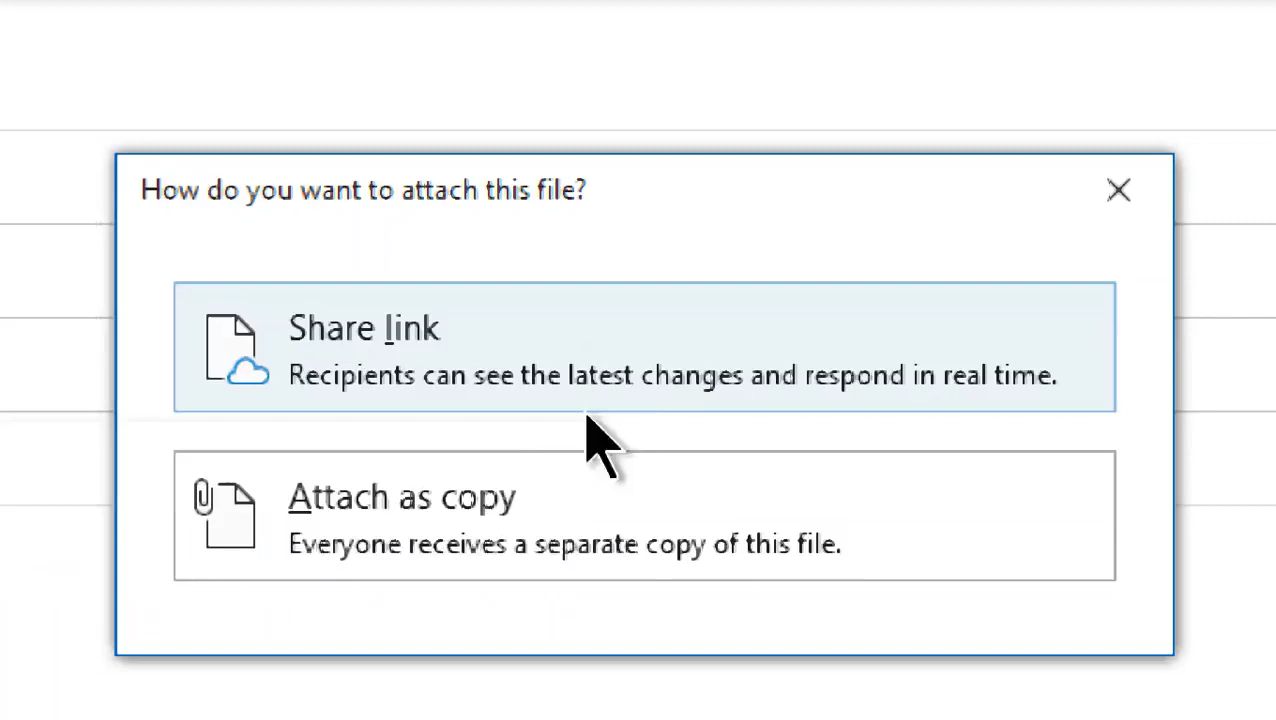 How do you want to attach this file?
Share link
Recipients can see the latest changes and respond in real time.
Attach as copy
Everyone receives a separate copy of this file.